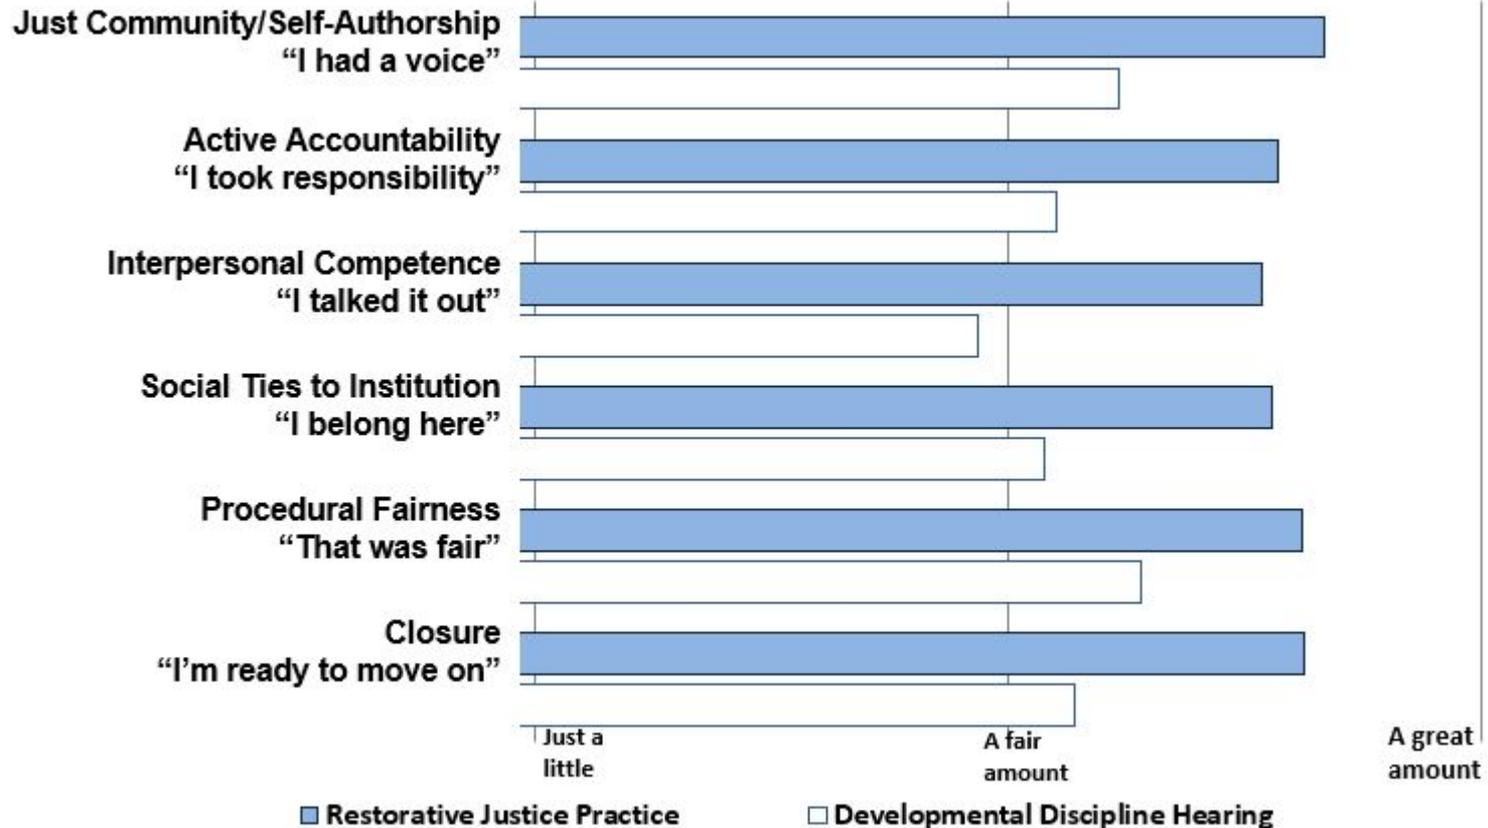 Just Community/Self-Authorship
“I had a voice”
Active Accountability
“I took responsibility”
Interpersonal Competence
“I talked it out”
Social Ties to Institution
“I belong here”
Procedural Fairness
“That was fair”
Closure
“I’m ready to move on”
Just a
little
A fair
amount
A great
amount
Restorative Justice Practice
Developmental Discipline Hearing